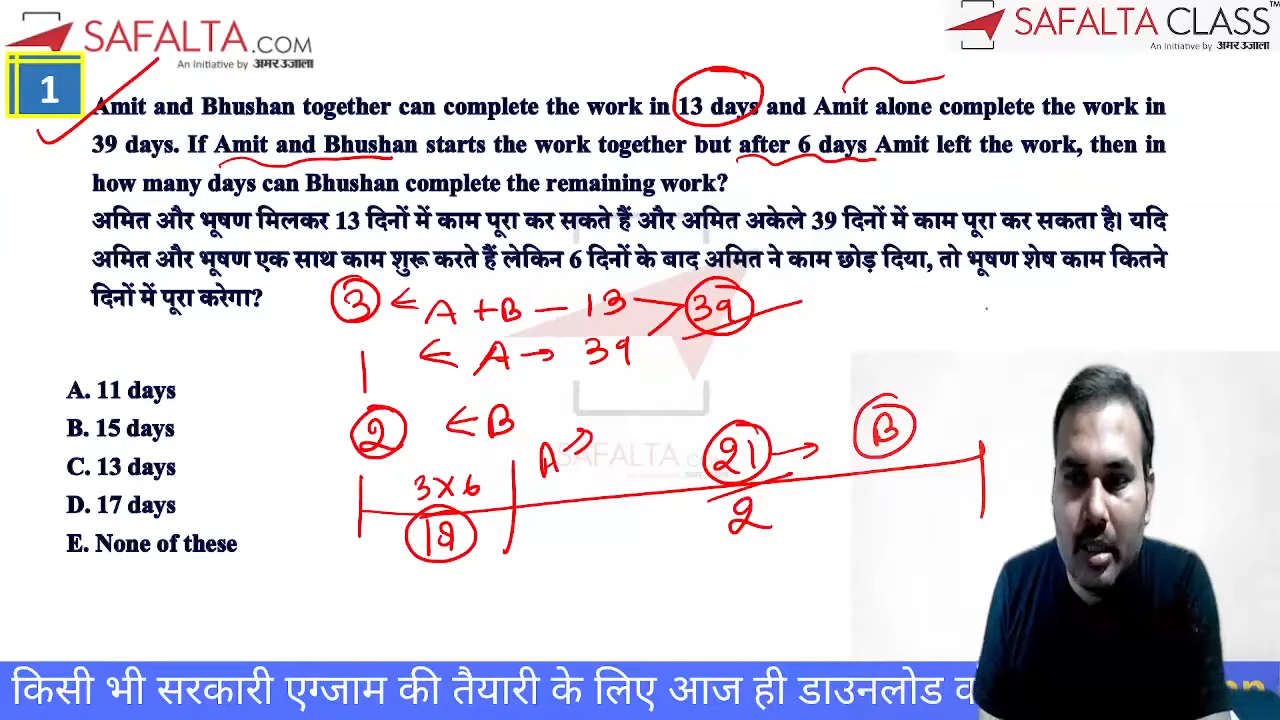 SAFALTA.COM
An Initiative by अमर उजाला
SAFALTA CLASS™
An Initiative by अमर उजाला
1
Amit and Bhushan together can complete the work in 13 days and Amit alone complete the work in
39 days. If Amit and Bhushan starts the work together but after 6 days Amit left the work, then in
how many days can Bhushan complete the remaining work?
अमित और भूषण मिलकर 13 दिनों में काम पूरा कर सकते हैं और अमित अकेले 39 दिनों में काम पूरा कर सकता है। यदि
अमित और भूषण एक साथ काम शुरू करते हैं लेकिन 6 दिनों के बाद अमित ने काम छोड़ दिया, तो भूषण शेष काम कितने
दिनों में पूरा करेगा?
3 ← A + B — 13 39
1 ← A → 39
2 ← B
A. 11 days
B. 15 days
C. 13 days
D. 17 days
E. None of these
A → 21 → B
3 × 6 2
18
SAFALTA
किसी भी सरकारी एग्जाम की तैयारी के लिए आज ही डाउनलोड